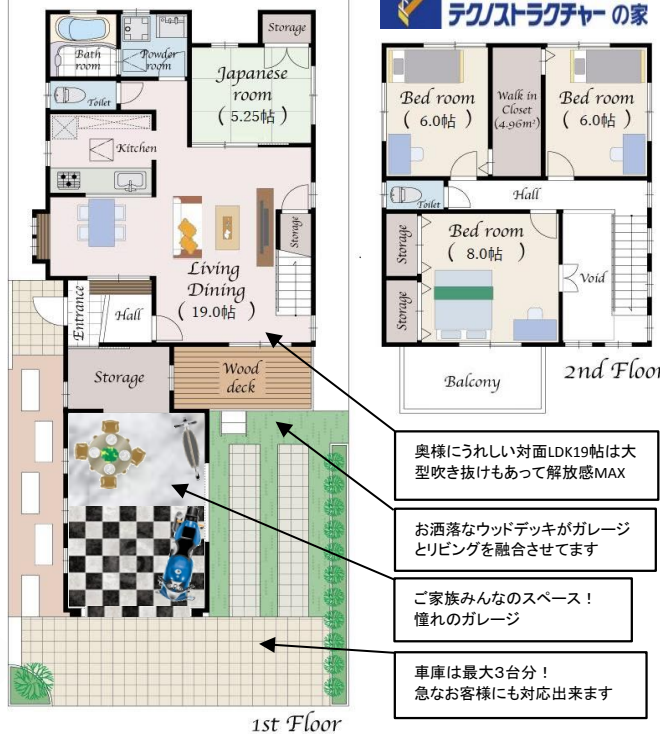 テクノストラクチャー の家
Storage
Bath
room
Powder
room
Japanese
room
( 5.25帖 )
Toilet
Kitchen
Storage
Living
Dining
( 19.0帖 )
Entrance
Hall
Storage
Wood
deck
1st Floor
Bed room
( 6.0帖 )
Walk in
Closet
(4.96m²)
Bed room
( 6.0帖 )
Toilet
Hall
Storage
Bed room
( 8.0帖 )
Void
Storage
Balcony
2nd Floor
奥様にうれしい対面LDK19帖は大
型吹き抜けもあって解放感MAX
お洒落なウッドデッキがガレージ
とリビングを融合させてます
ご家族みんなのスペース！
憧れのガレージ
車庫は最大3台分！
急なお客様にも対応出来ます